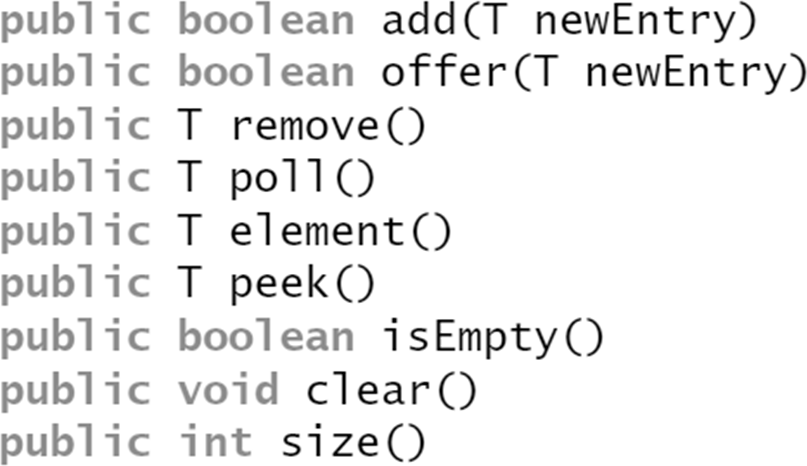 public boolean add(T newEntry)
public boolean offer(T newEntry)
public T remove()
public T poll()
public T element()
public T peek()
public boolean isEmpty()
public void clear()
public int size()